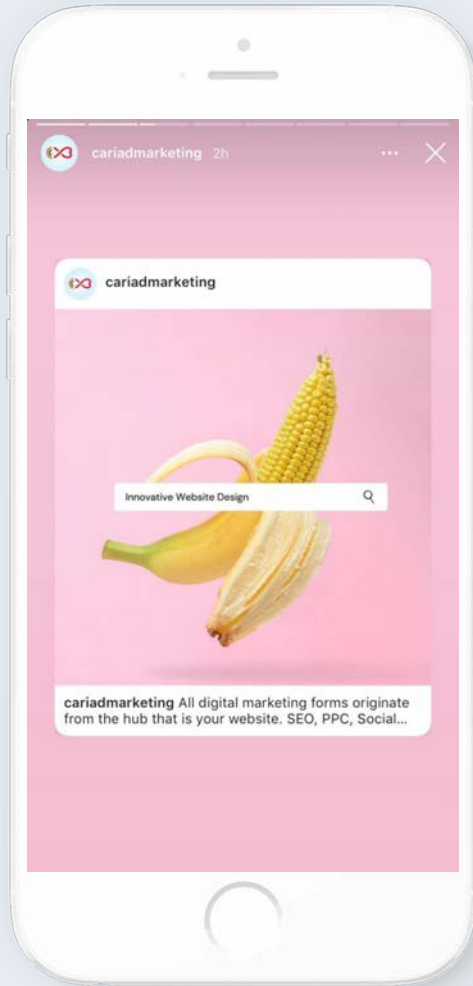 cariadmarketing 2h
cariadmarketing
Innovative Website Design
cariadmarketing All digital marketing forms originate
from the hub that is your website. SEO, PPC, Social...